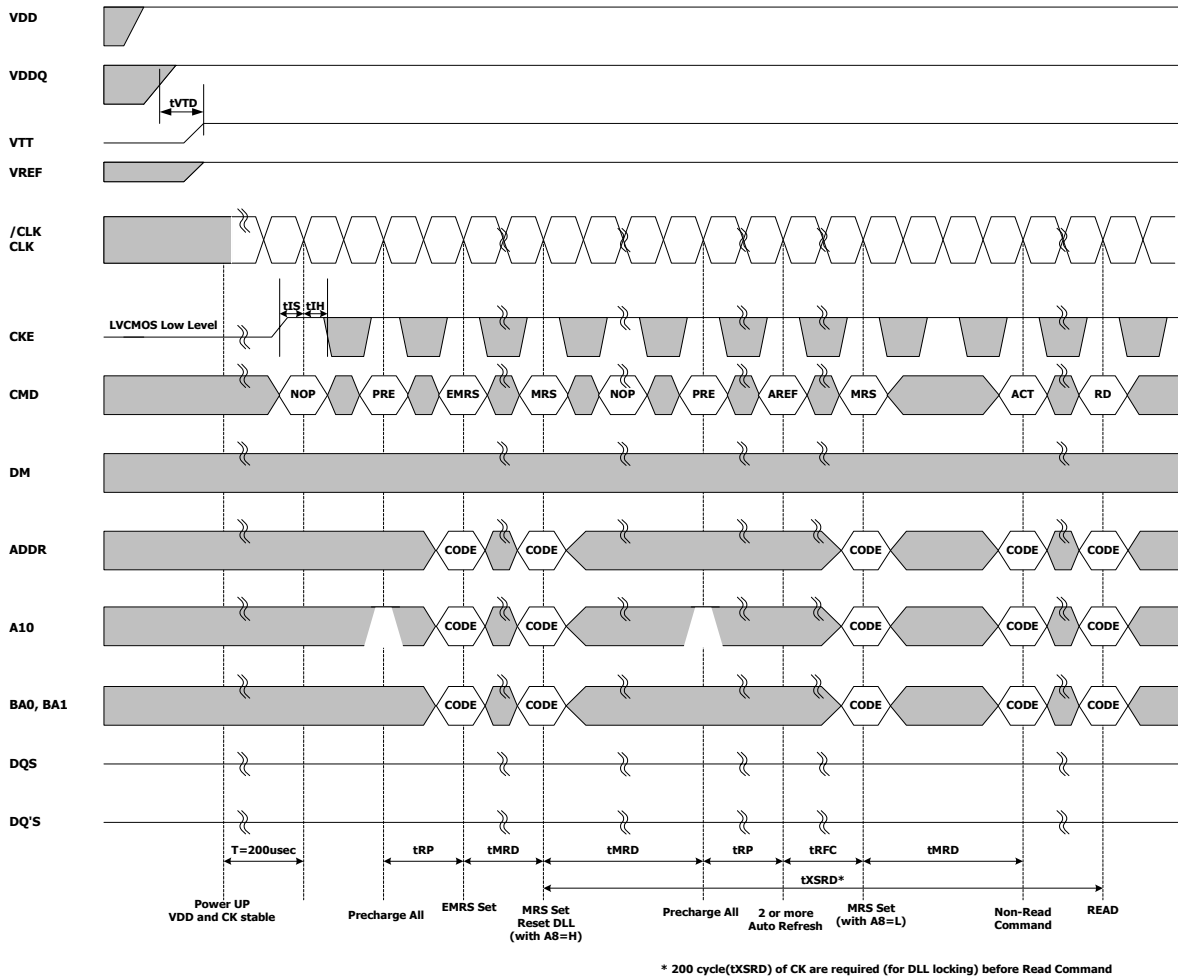 VDD
VDDQ
tVTD
VTT
VREF
/CLK
CLK
tIS tIH
LVCMOS Low Level
CKE
CMD NOP PRE EMRS MRS NOP PRE AREF MRS ACT RD
DM
ADDR CODE CODE CODE CODE CODE
A10 CODE CODE CODE CODE CODE
BA0, BA1 CODE CODE CODE CODE CODE
DQS
DQ'S
T=200usec tRP tMRD tMRD tRP tRFC tMRD
tXSRD*
Power UP
VDD and CK stable
Precharge All
EMRS Set
MRS Set
Reset DLL
(with A8=H)
Precharge All
2 or more
Auto Refresh
MRS Set
(with A8=L)
Non-Read
Command
READ
* 200 cycle(tXSRD) of CK are required (for DLL locking) before Read Command